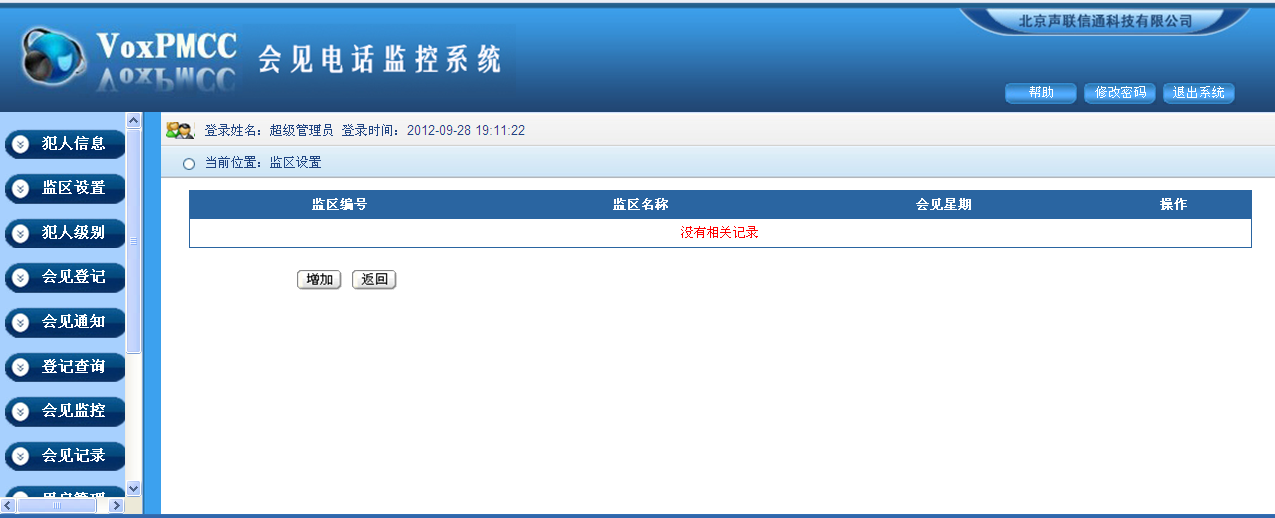 北京声联信通科技有限公司
VoxPMCC 会见电话监控系统
帮助 修改密码 退出系统
登录姓名：超级管理员 登录时间：2012-09-28 19:11:22
当前位置：监区设置
犯人信息
监区设置
犯人级别
会见登记
会见通知
登记查询
会见监控
会见记录
用户管理
监区编号 监区名称 会见星期 操作
没有相关记录
增加 返回